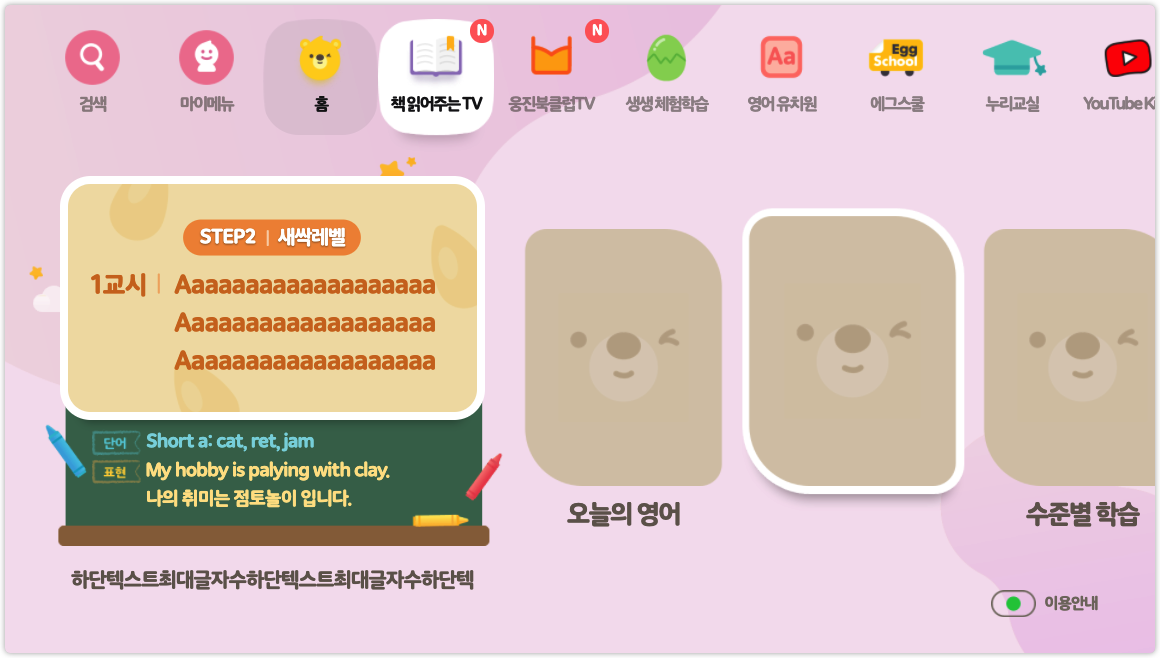 N
N
검색
마이메뉴
홈
책 읽어주는 TV
웅진북클럽TV
생생 체험학습
Aa
영어 유치원
Egg
School
에그스쿨
누리교실
YouTube K
STEP2 | 새싹레벨
1교시 | Aaaaaaaaaaaaaaaaaaa
Aaaaaaaaaaaaaaaaaaa
Aaaaaaaaaaaaaaaaaaa
단어 Short a: cat, ret, jam
표현 My hobby is palying with clay.
나의 취미는 점토놀이 입니다.
하단텍스트최대글자수하단텍스트최대글자수하단텍
오늘의 영어
수준별 학습
이용안내